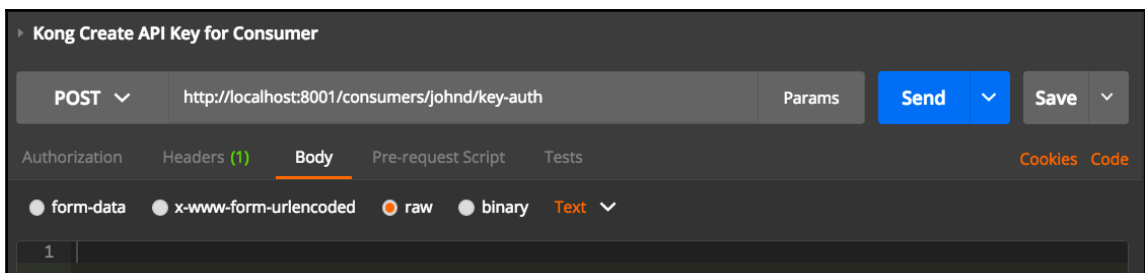 Kong Create API Key for Consumer
POST http://localhost:8001/consumers/johnd/key-auth Params Send Save
Authorization Headers (1) Body Pre-request Script Tests Cookies Code
form-data x-www-form-urlencoded raw binary Text
1